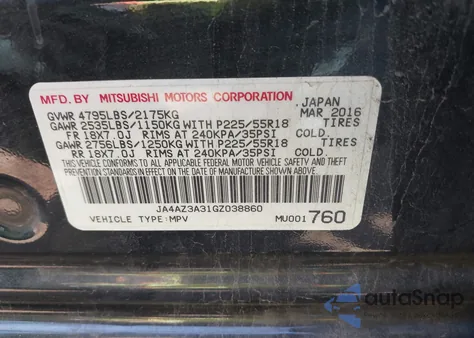 MFD. BY MITSUBISHI MOTORS CORPORATION, JAPAN
GVWR 4795LBS/2175KG MAR 2016
GAWR 2535LBS/1150KG WITH P225/55R18 TIRES
FR 18X7.0J RIMS AT 240KPA/35PSI COLD.
GAWR 2756LBS/1250KG WITH P225/55R18 TIRES
RR 18X7.0J RIMS AT 240KPA/35PSI COLD.
THIS VEHICLE CONFORMS TO ALL APPLICABLE FEDERAL
MOTOR VEHICLE SAFETY AND THEFT PREVENTION STANDARDS
IN EFFECT ON THE DATE OF MANUFACTURE SHOWN ABOVE.
JA4AZ3A31GZ038860
VEHICLE TYPE:MPV MU001760
autoSnap